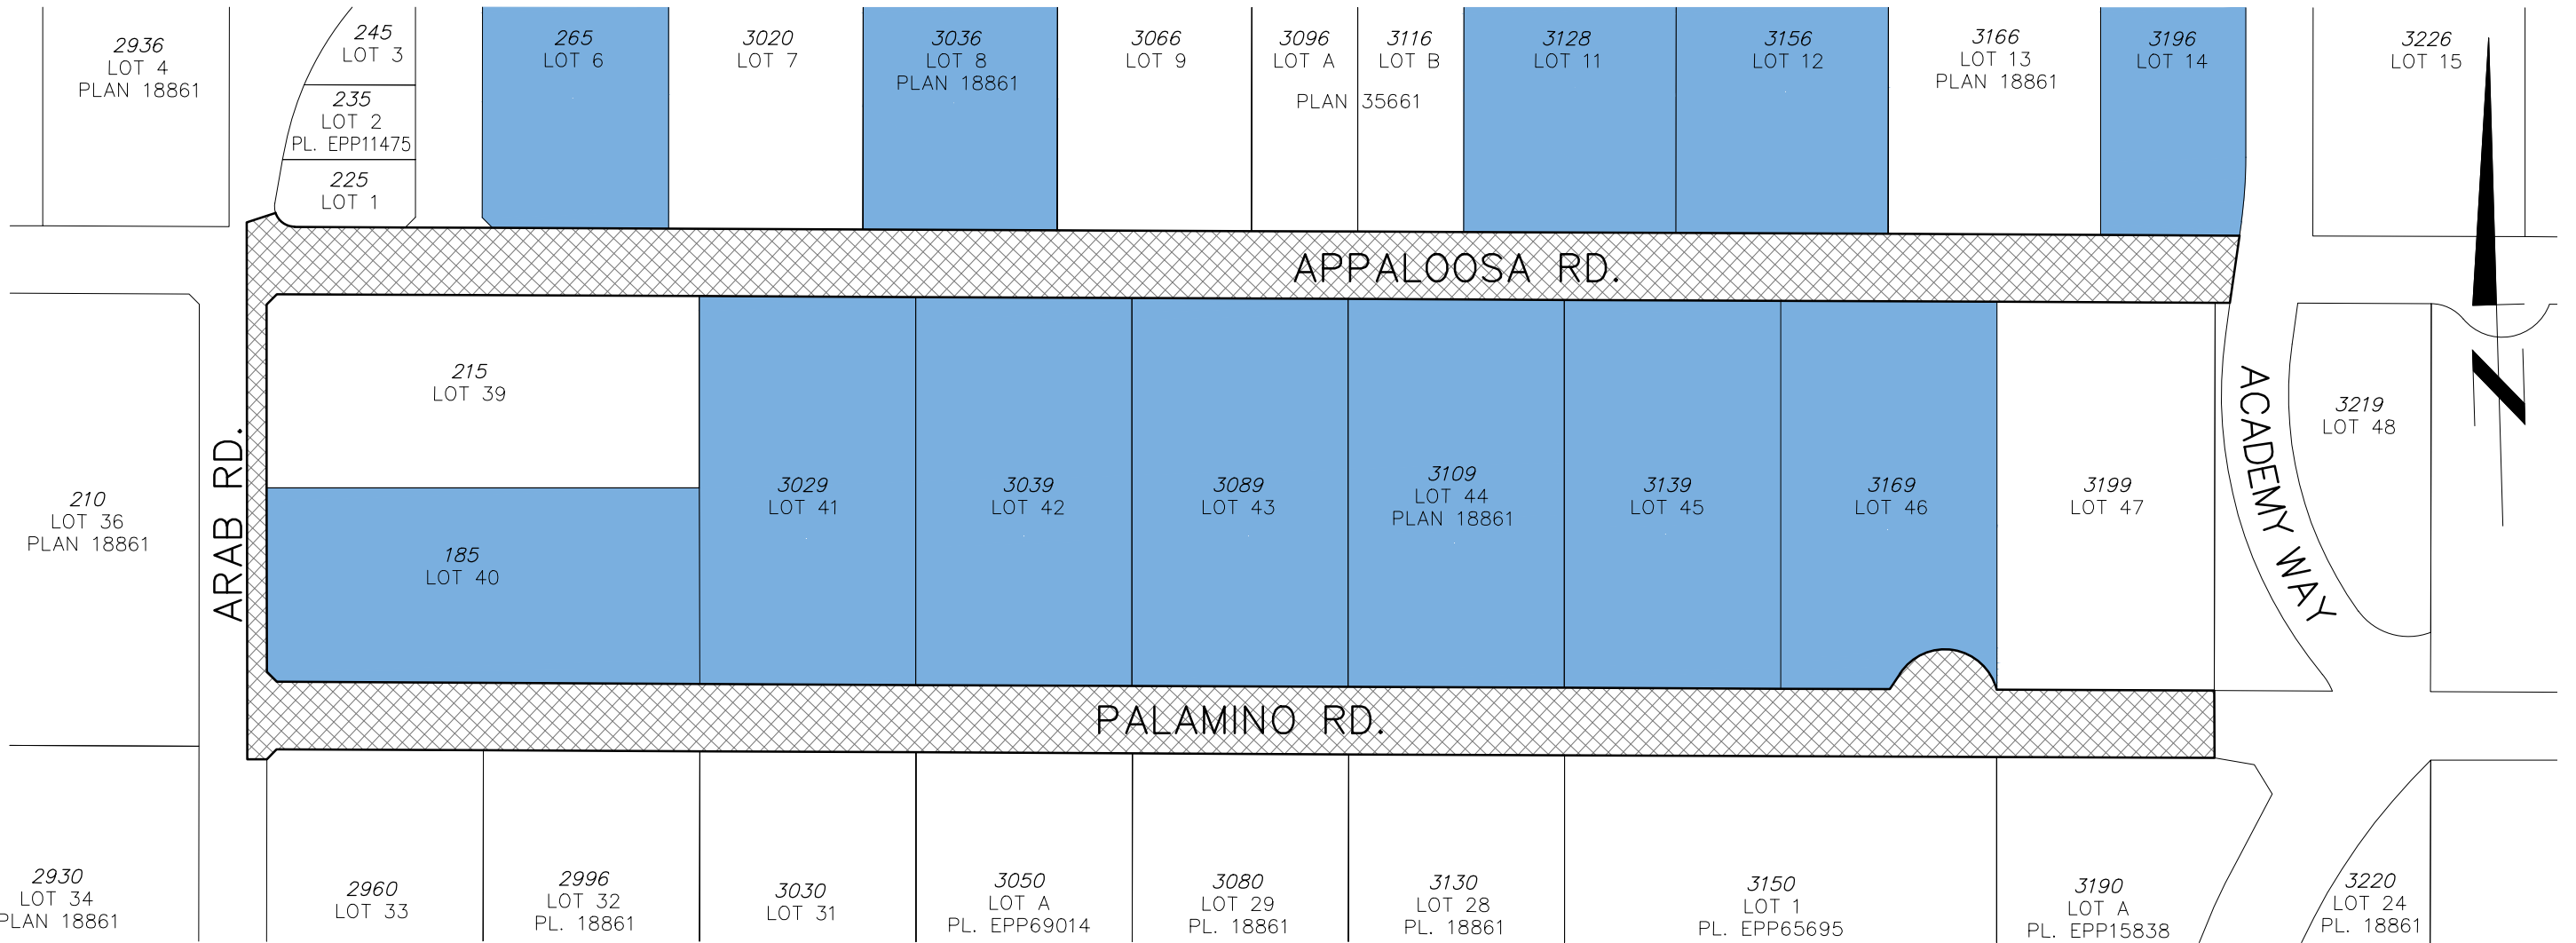 2936
LOT 4
PLAN 18861
245
LOT 3
235
LOT 2
PL. EPP11475
225
LOT 1
265
LOT 6
3020
LOT 7
3036
LOT 8
PLAN 18861
3066
LOT 9
3096
LOT A
3116
LOT B
PLAN 35661
3128
LOT 11
3156
LOT 12
3166
LOT 13
PLAN 18861
3196
LOT 14
3226
LOT 15
APPALOOSA RD.
210
LOT 36
PLAN 18861
ARAB RD.
215
LOT 39
185
LOT 40
3029
LOT 41
3039
LOT 42
3089
LOT 43
3109
LOT 44
PLAN 18861
3139
LOT 45
3169
LOT 46
3199
LOT 47
ACADEMY WAY
3219
LOT 48
N
PALAMINO RD.
2930
LOT 34
PLAN 18861
2960
LOT 33
2996
LOT 32
PL. 18861
3030
LOT 31
3050
LOT A
PL. EPP69014
3080
LOT 29
PL. 18861
3130
LOT 28
PL. 18861
3150
LOT 1
PL. EPP65695
3190
LOT A
PL. EPP15838
3220
LOT 24
PL. 18861